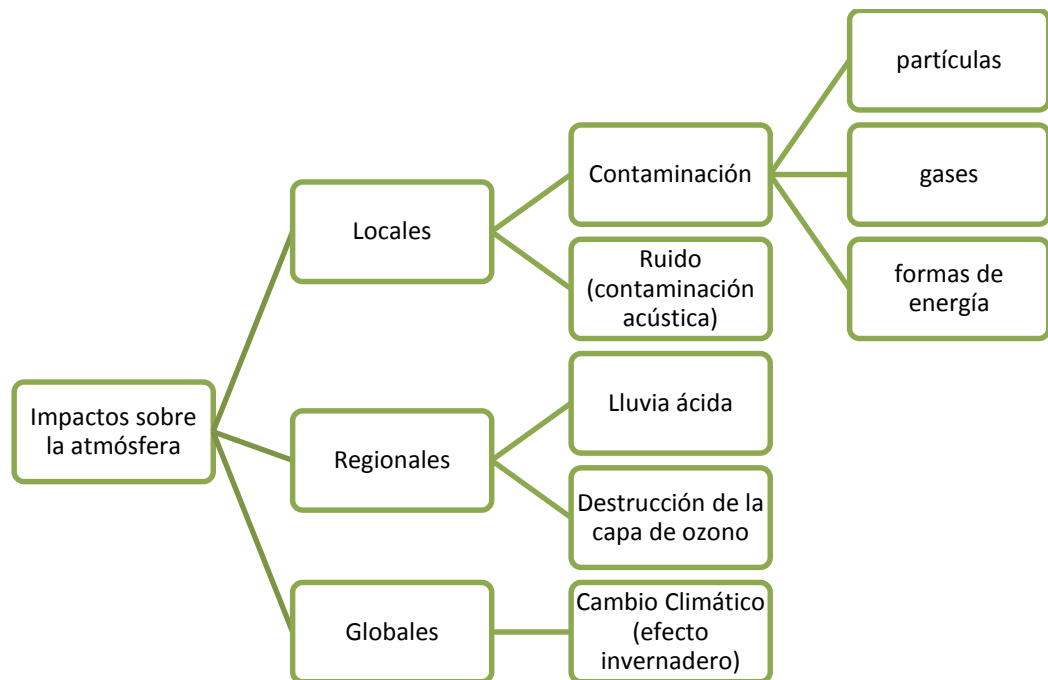 Impactos sobre
la atmósfera
Locales
Contaminación
partículas
gases
formas de
energía
Ruido
(contaminación
acústica)
Regionales
Lluvia ácida
Destrucción de la
capa de ozono
Globales
Cambio Climático
(efecto
invernadero)